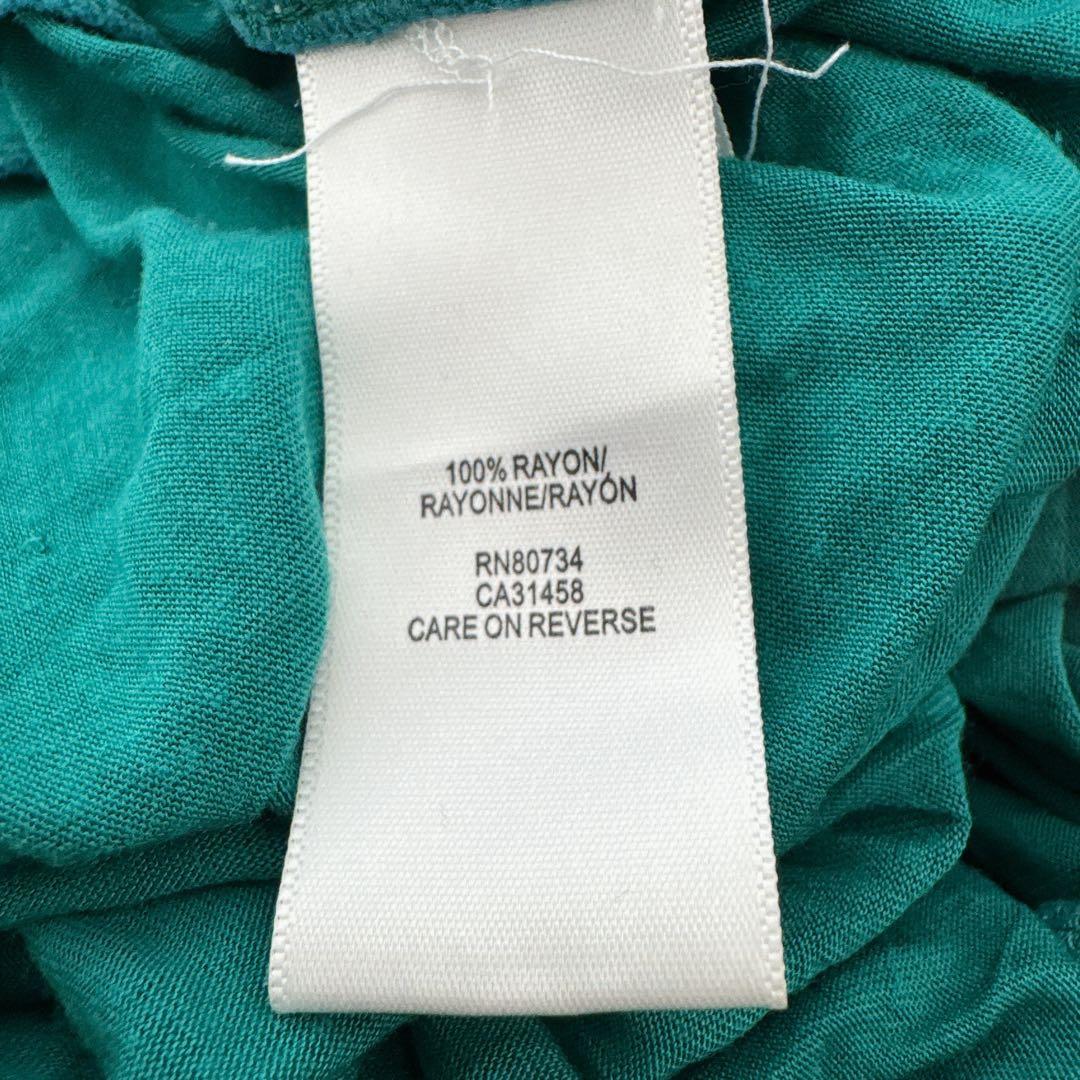 100% RAYON/
RAYONNE/RAYÓN
RN80734
CA31458
CARE ON REVERSE